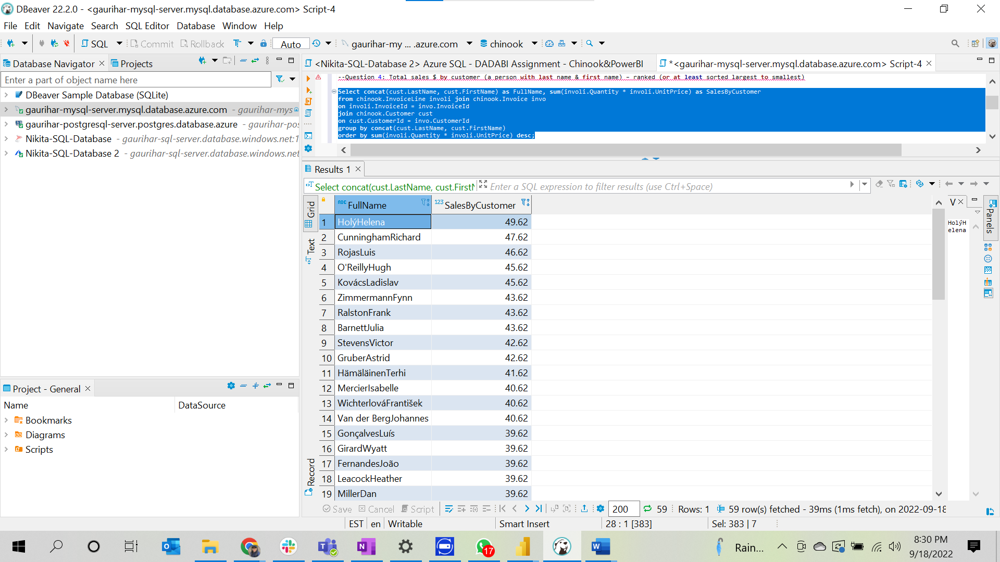 DBeaver 22.2.0 - <gaurihar-mysql-server.mysql.database.azure.com> Script-4
File Edit Navigate Search SQL Editor Database Window Help
SQL Commit Rollback Auto gaurihar-my ... .azure.com chinook
Database Navigator Projects
Enter a part of object name here
DBeaver Sample Database (SQLite)
gaurihar-mysql-server.mysql.database.azure.com - gaurihar-mys
gaurihar-postgresql-server.postgres.database.azure - gaurihar-pos
Nikita-SQL-Database - gaurihar-sql-server.database.windows.net:1
Nikita-SQL-Database 2 - gaurihar-sql-server.database.windows.net
Project - General
Name DataSource
Bookmarks
Diagrams
Scripts
<Nikita-SQL-Database 2> Azure SQL - DADABI Assignment - Chinook&PowerBI
*<gaurihar-mysql-server.mysql.database.azure.com> Script-4
--Question 4: Total sales $ by customer (a person with last name & first name) – ranked (or at least sorted largest to smallest)
Select concat(cust.LastName, cust.FirstName) as FullName, sum(involi.Quantity * involi.UnitPrice) as SalesByCustomer
from chinook.InvoiceLine involi join chinook.Invoice invo
on involi.InvoiceId = invo.InvoiceId
join chinook.Customer cust
on cust.CustomerId = invo.CustomerId
group by concat(cust.LastName, cust.FirstName)
order by sum(involi.Quantity * involi.UnitPrice) desc;
Results 1
Select concat(cust.LastName, cust.FirstN Enter a SQL expression to filter results (use Ctrl+Space)
Grid
Text
Record
ABC FullName 123 SalesByCustomer
1 HolýHelena 49.62
2 CunninghamRichard 47.62
3 RojasLuis 46.62
4 O'ReillyHugh 45.62
5 KovácsLadislav 45.62
6 ZimmermannFynn 43.62
7 RalstonFrank 43.62
8 BarnettJulia 43.62
9 StevensVictor 42.62
10 GruberAstrid 42.62
11 HämäläinenTerhi 41.62
12 MercierIsabelle 40.62
13 WichterlováFrantišek 40.62
14 Van der BergJohannes 40.62
15 GonçalvesLuís 39.62
16 GirardWyatt 39.62
17 FernandesJoão 39.62
18 LeacockHeather 39.62
19 MillerDan 39.62
V
HolýH
elena
Panels
Save Cancel Script 200 59 Rows: 1 59 row(s) fetched - 39ms (1ms fetch), on 2022-09-18
EST en Writable Smart Insert 28 : 1 [383] Sel: 383 | 7
17
Rain...
8:30 PM
9/18/2022